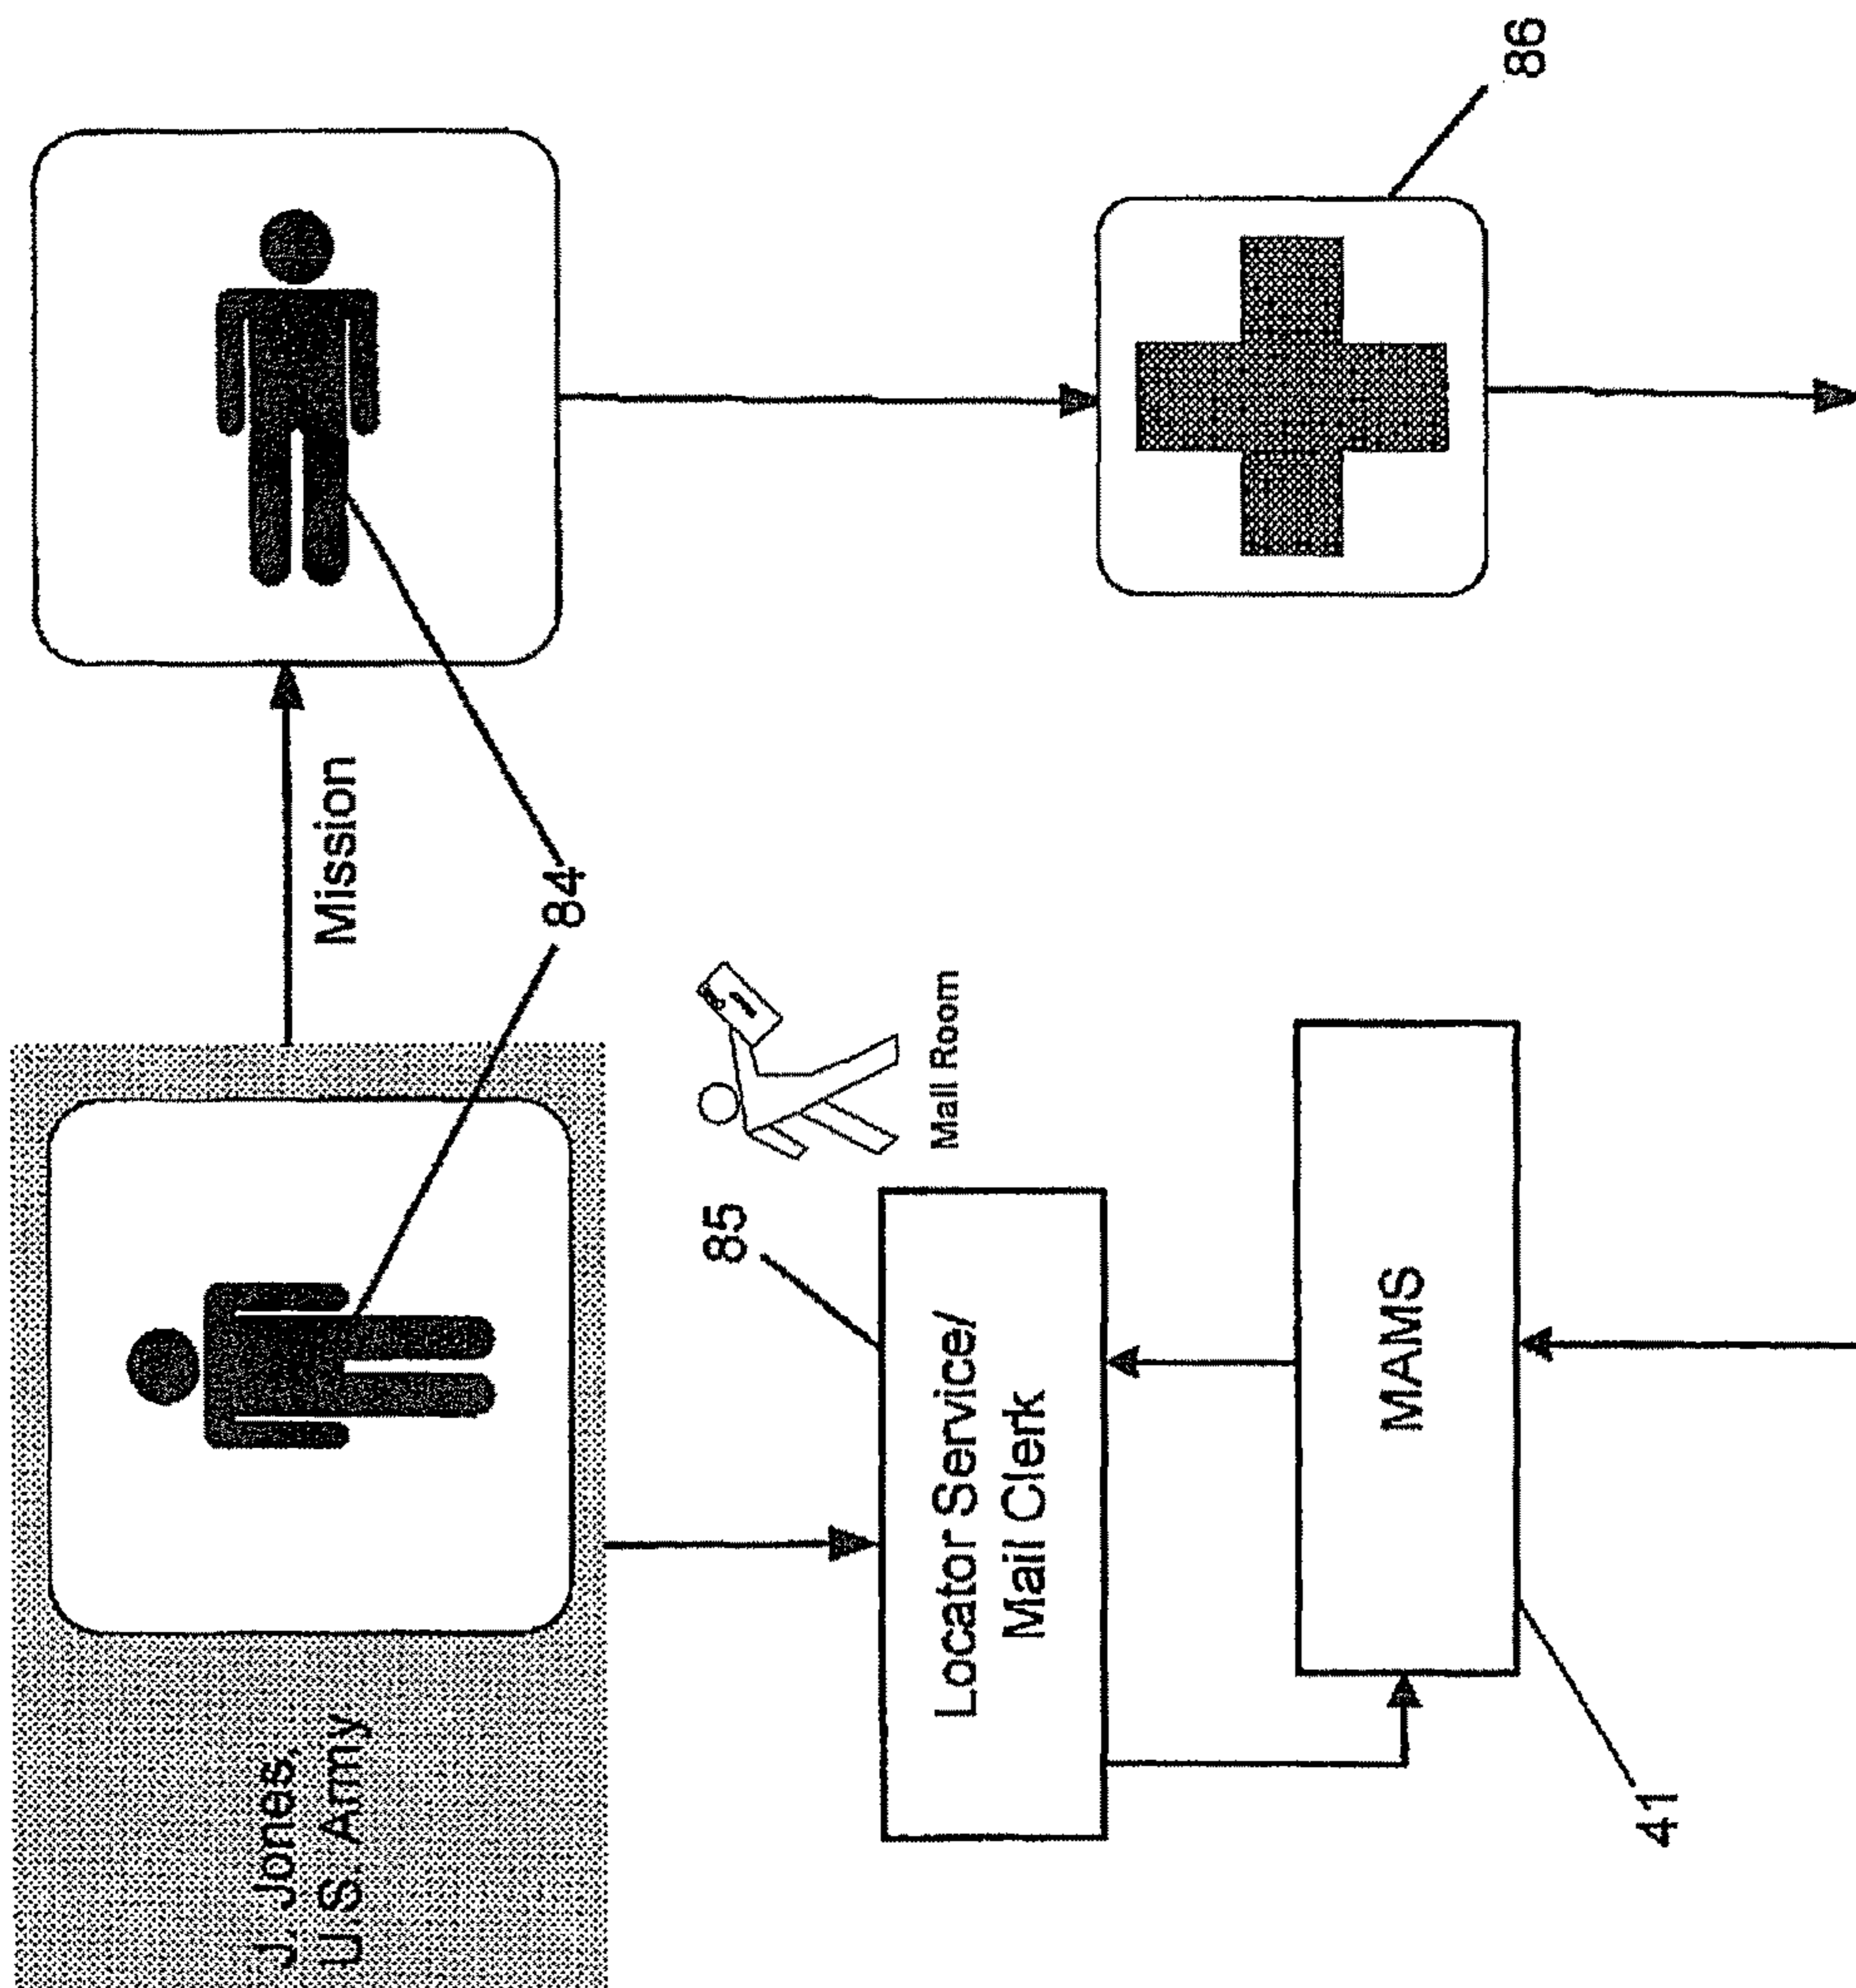 J. Jones,
U.S. Army
Mission
84
85
Mail Room
Locator Service/
Mail Clerk
MAMS
86
41